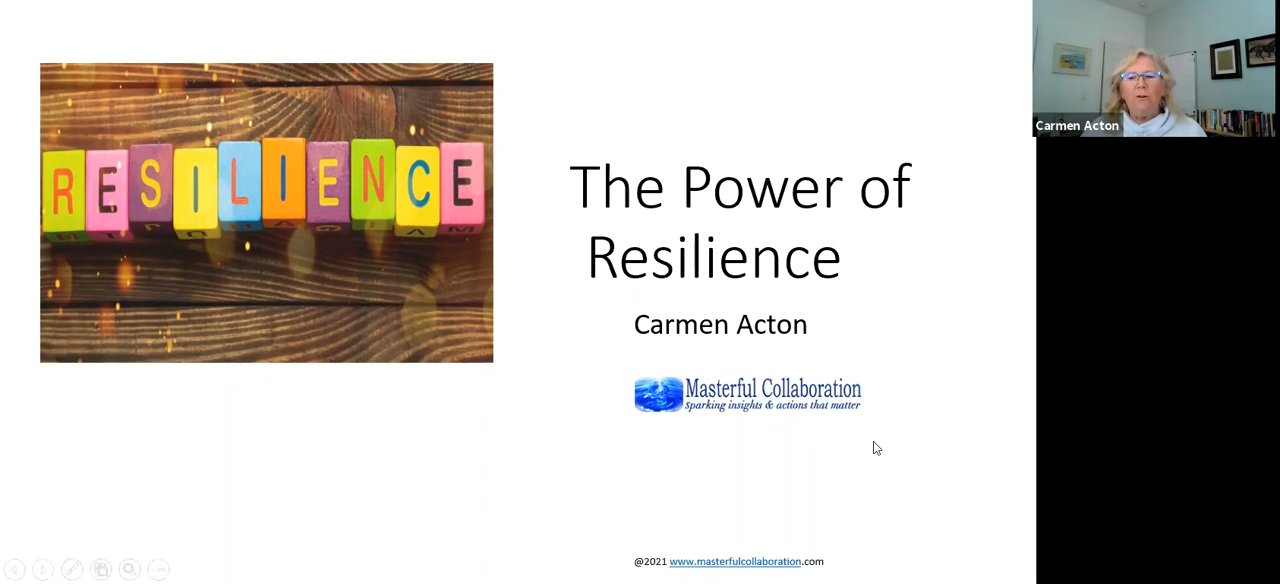 RESILIENCE
The Power of
Resilience
Carmen Acton
Masterful Collaboration
Sparking insights & actions that matter
@2021 www.masterfulcollaboration.com
Carmen Acton